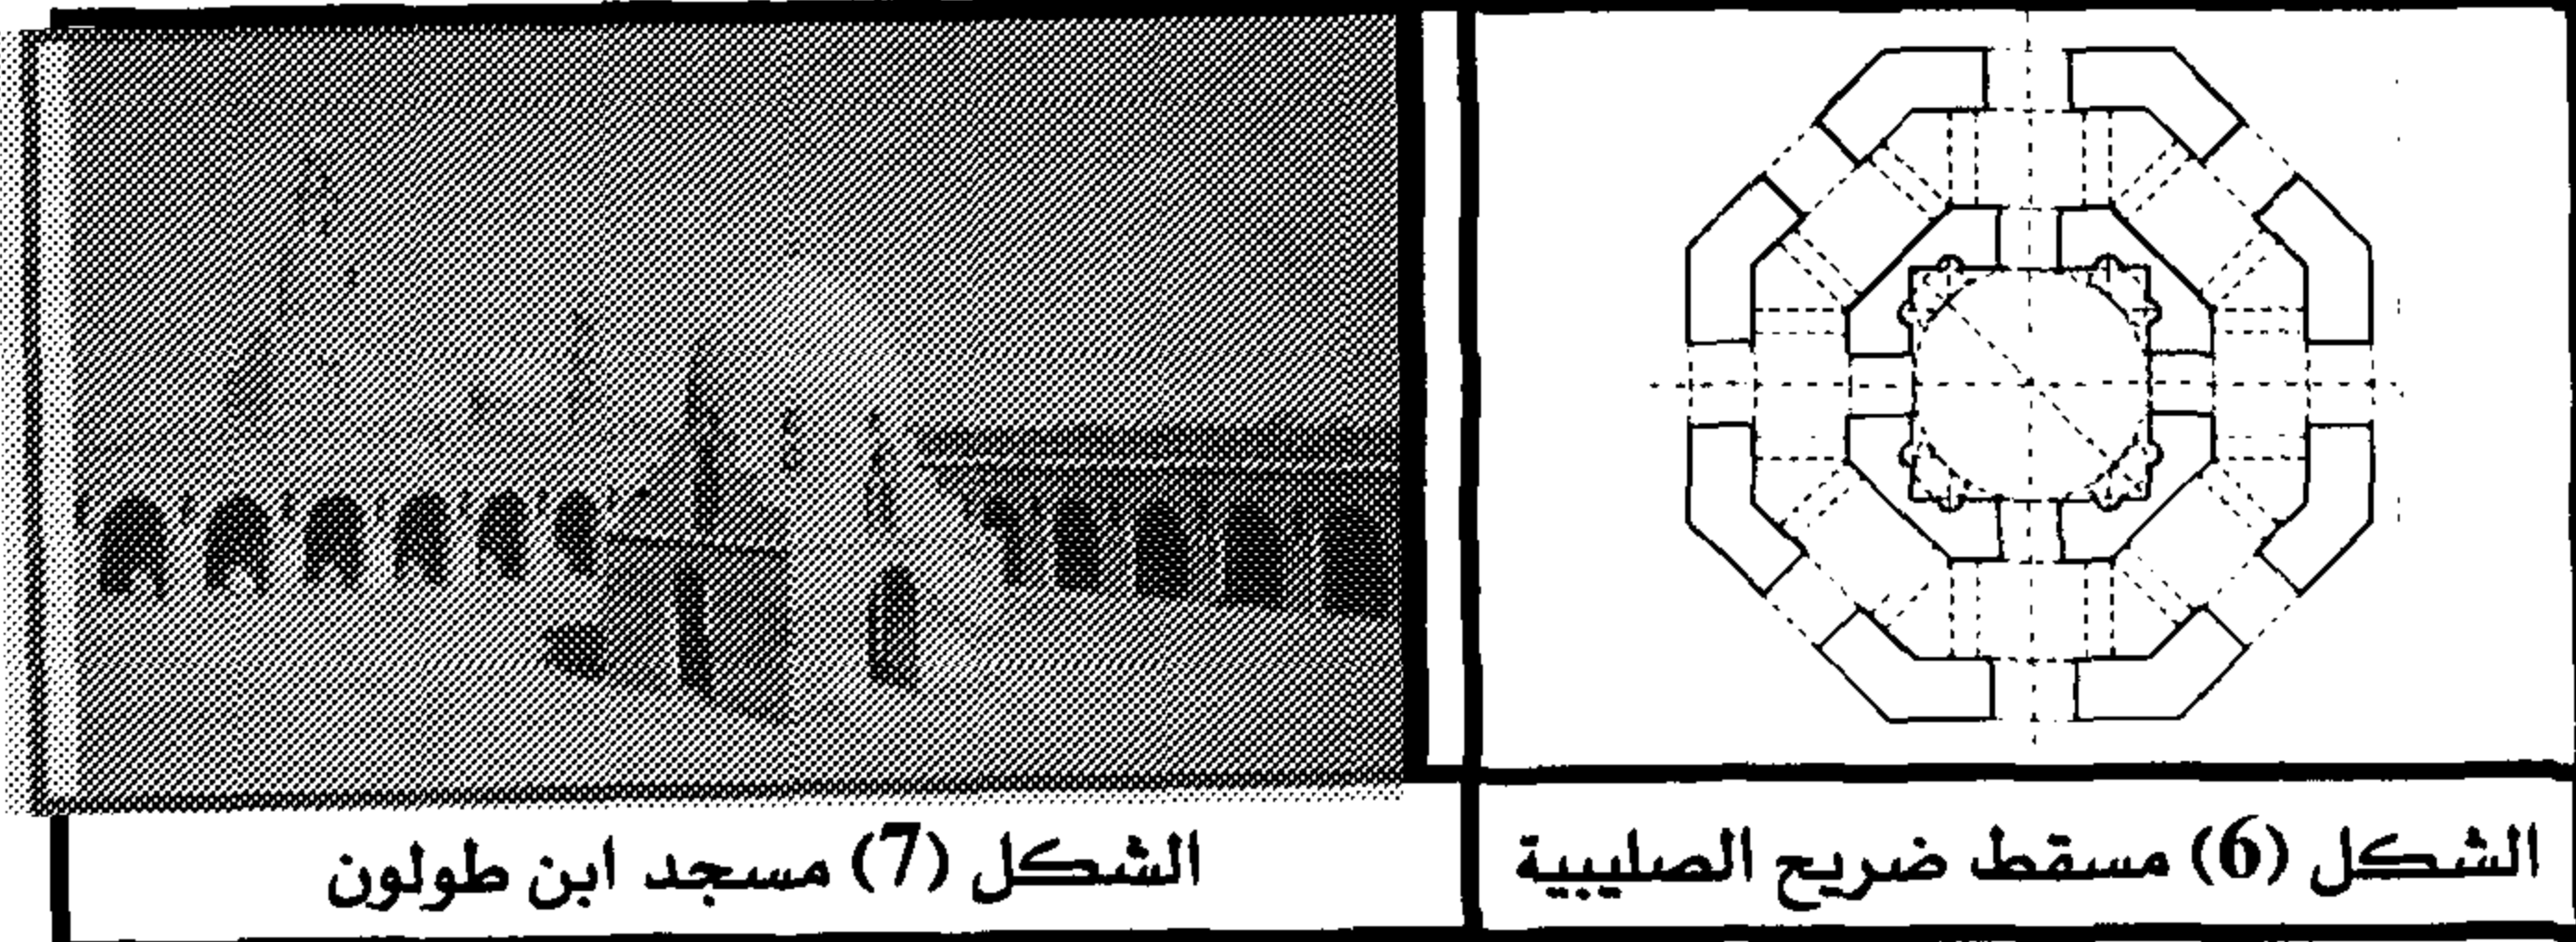 الشكل (6) مسقط ضريح الصليبية
الشكل (7) مسجد ابن طولون